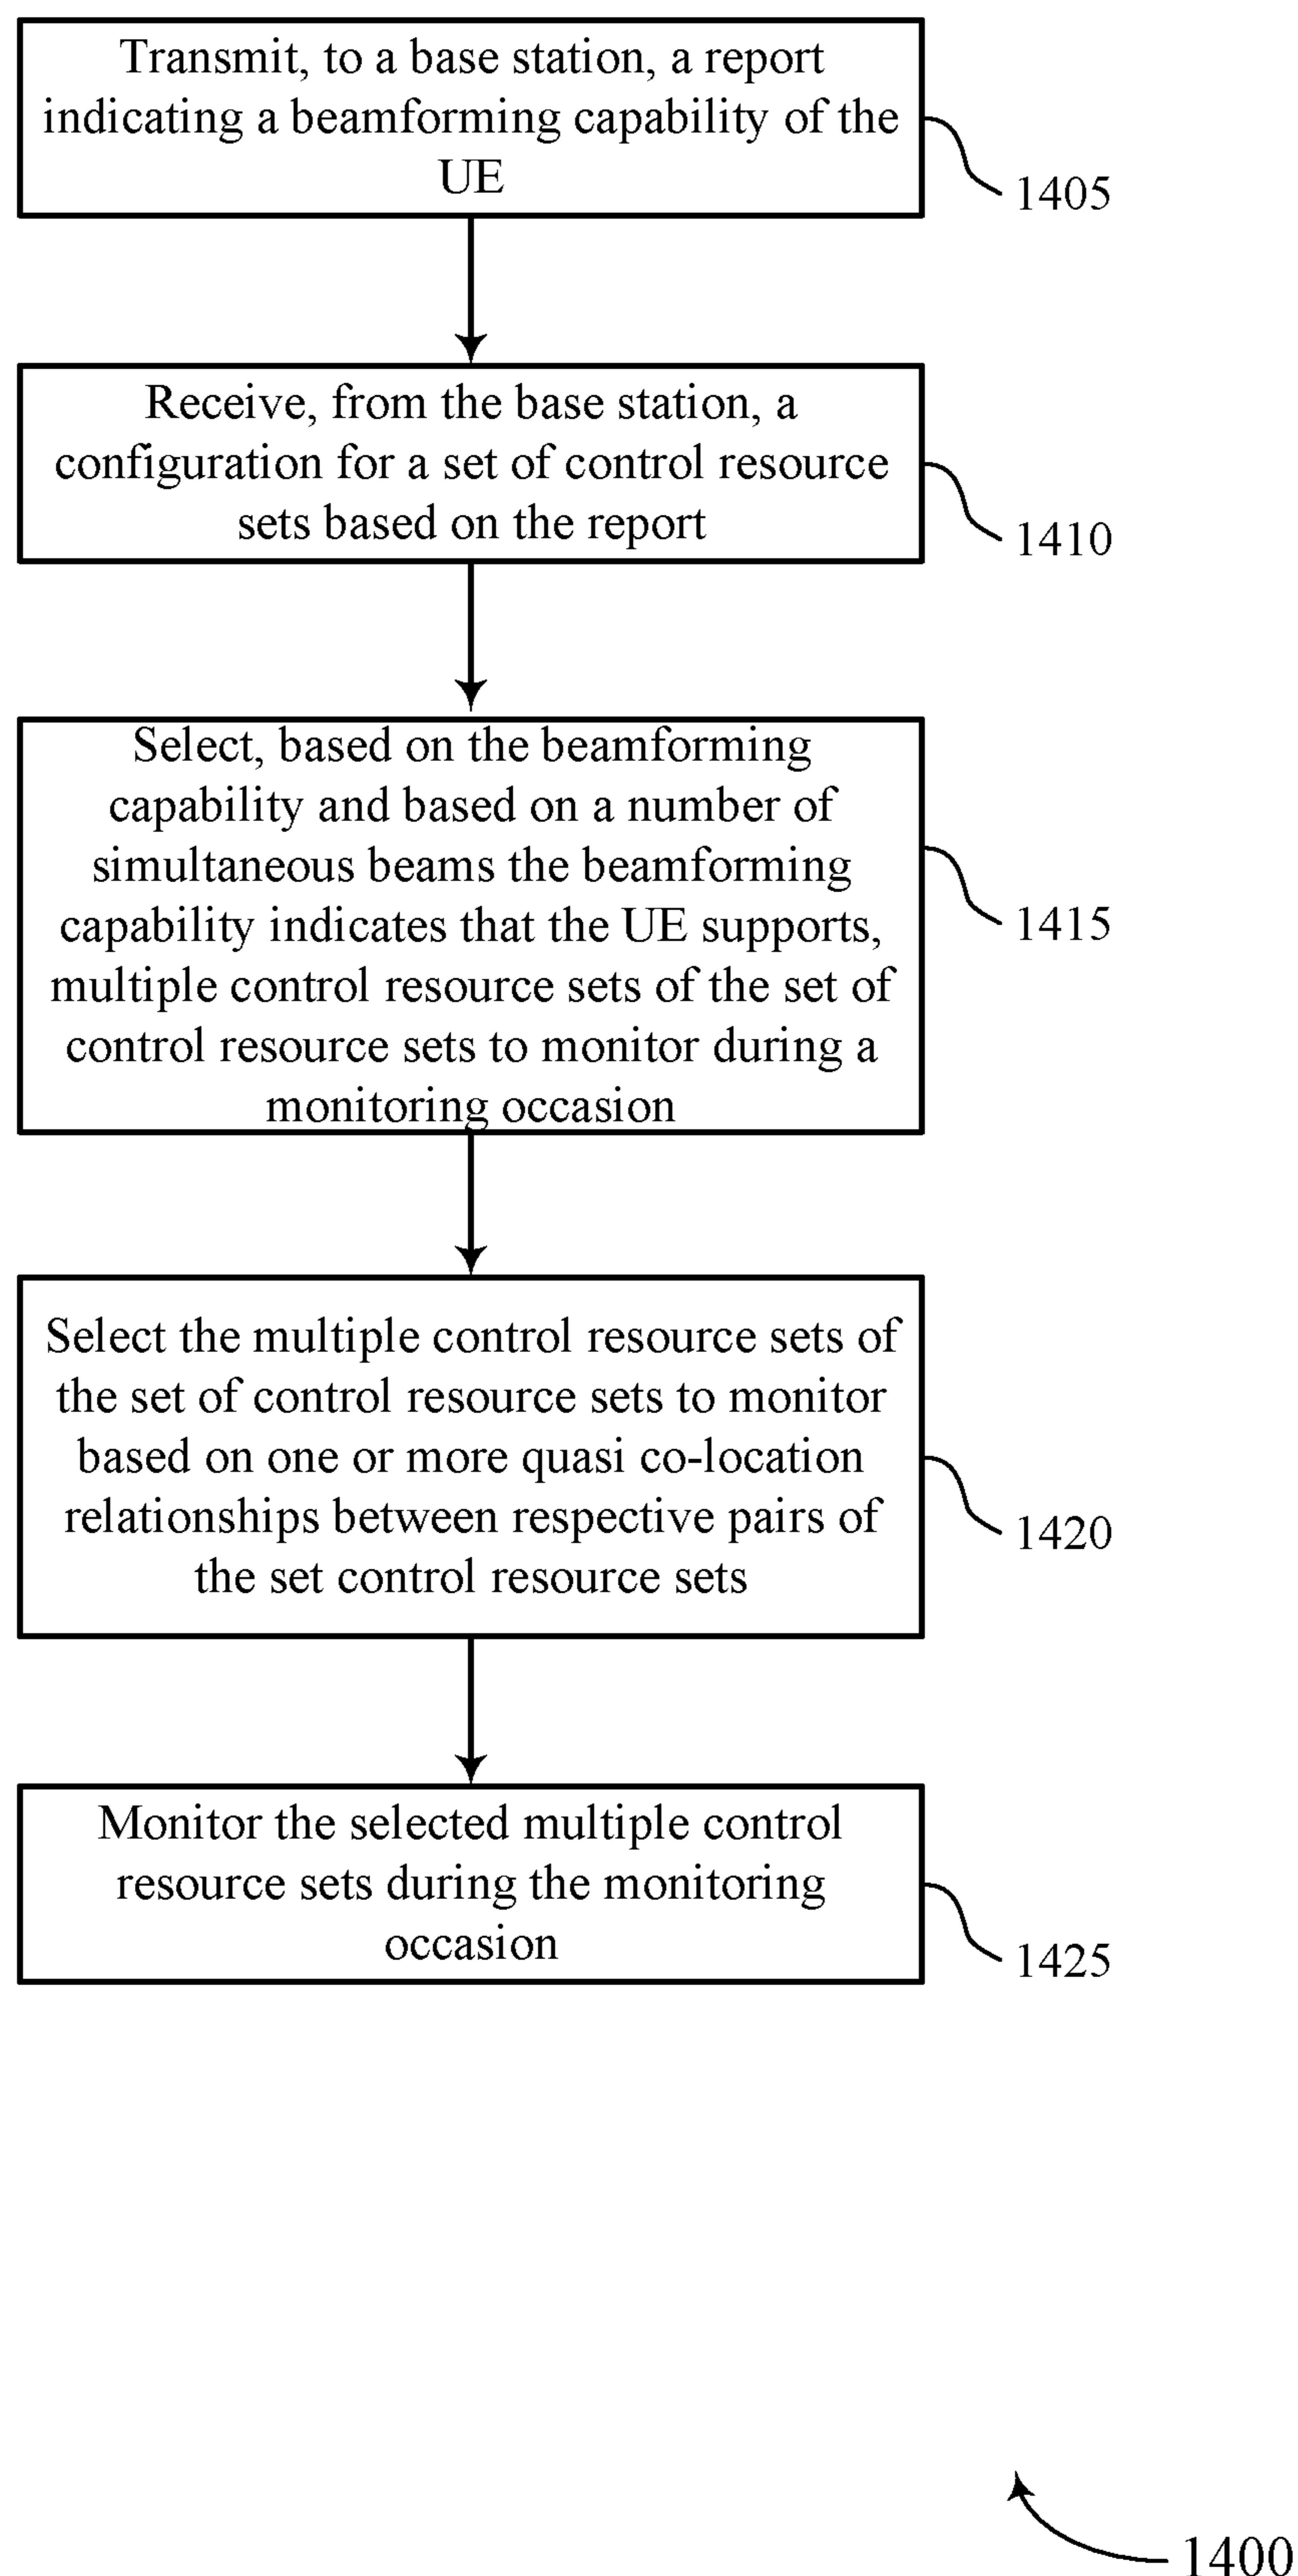 Transmit, to a base station, a report
indicating a beamforming capability of the
UE
1405
Receive, from the base station, a
configuration for a set of control resource
sets based on the report
1410
Select, based on the beamforming
capability and based on a number of
simultaneous beams the beamforming
capability indicates that the UE supports,
multiple control resource sets of the set of
control resource sets to monitor during a
monitoring occasion
1415
Select the multiple control resource sets of
the set of control resource sets to monitor
based on one or more quasi co-location
relationships between respective pairs of
the set control resource sets
1420
Monitor the selected multiple control
resource sets during the monitoring
occasion
1425
1400